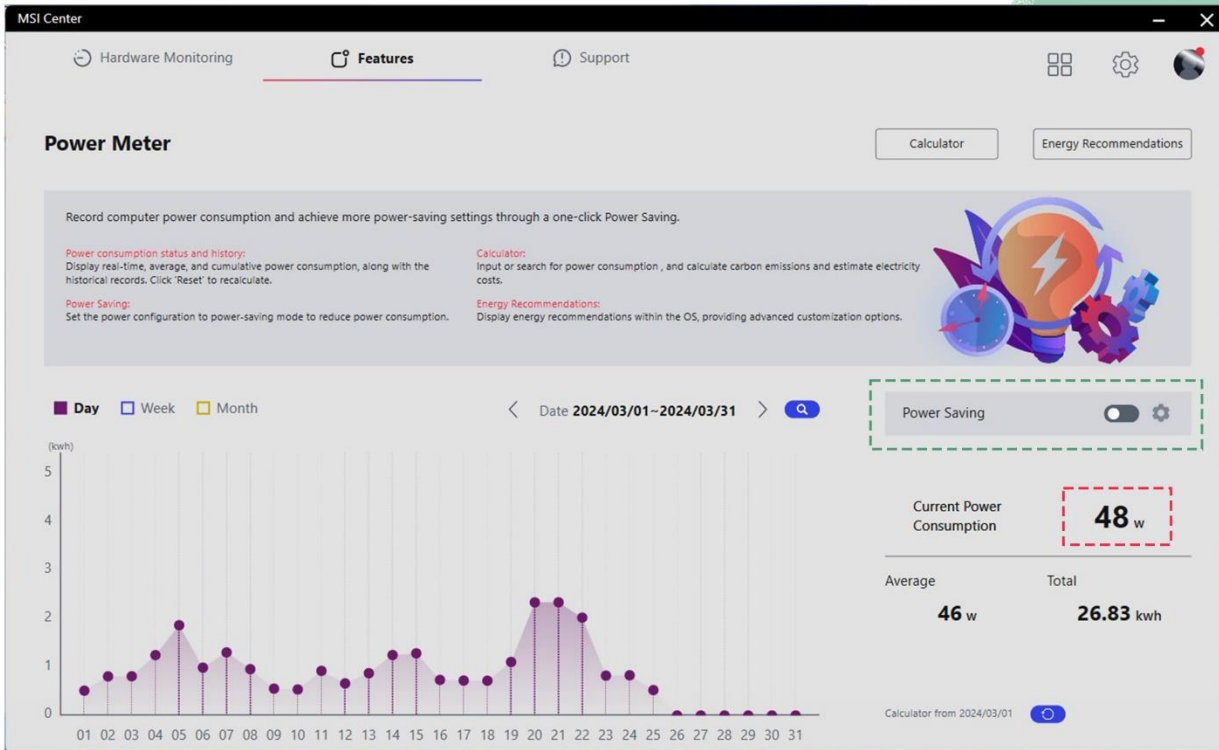 MSI Center
Hardware Monitoring
Features
Support
Power Meter
Calculator
Energy Recommendations
Record computer power consumption and achieve more power-saving settings through a one-click Power Saving.
Power consumption status and history:
Display real-time, average, and cumulative power consumption, along with the
historical records. Click 'Reset' to recalculate.
Power Saving:
Set the power configuration to power-saving mode to reduce power consumption.
Calculator:
Input or search for power consumption , and calculate carbon emissions and estimate electricity
costs.
Energy Recommendations:
Display energy recommendations within the OS, providing advanced customization options.
Day Week Month
Date 2024/03/01~2024/03/31
Power Saving
(kwh)
5
4
3
2
1
0
01 02 03 04 05 06 07 08 09 10 11 12 13 14 15 16 17 18 19 20 21 22 23 24 25 26 27 28 29 30 31
Current Power
Consumption
48 w
Average
46 w
Total
26.83 kwh
Calculator from 2024/03/01